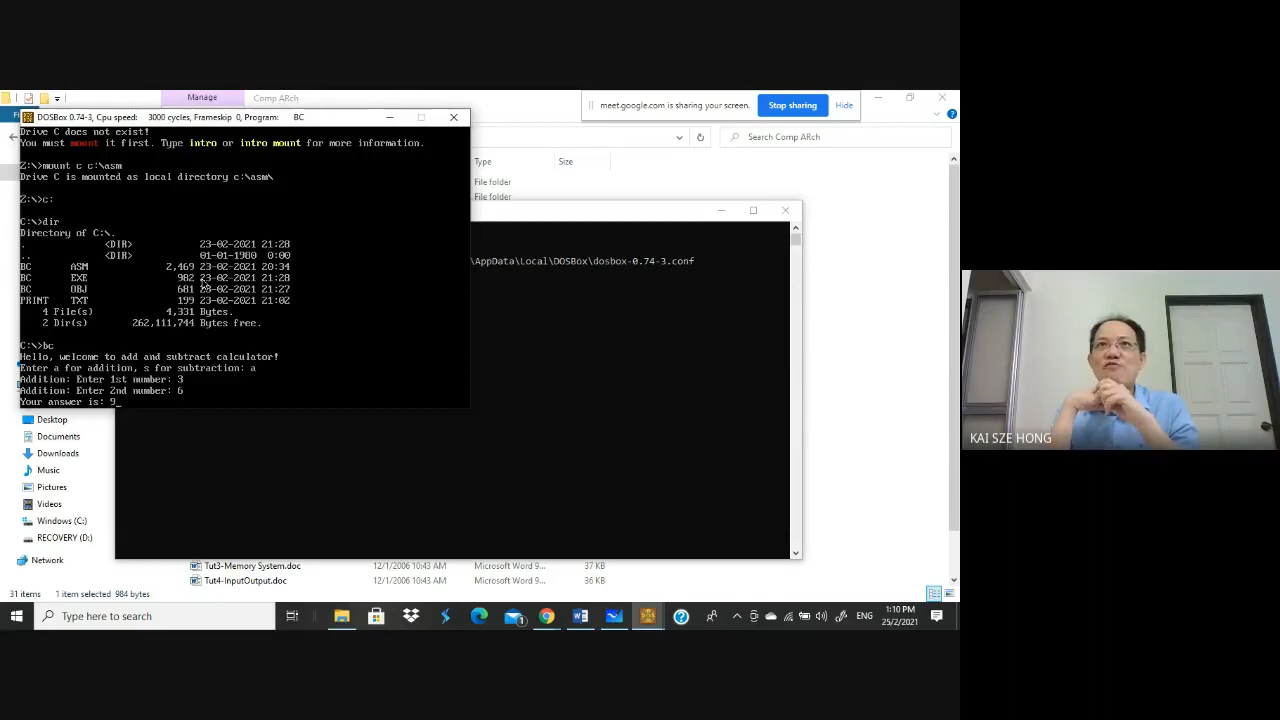 Manage
Comp ARch
meet.google.com is sharing your screen.
Stop sharing
Hide
DOSBox 0.74-3, Cpu speed: 3000 cycles, Frameskip 0, Program: BC
Search Comp ARch
Drive C does not exist!
You must mount it first. Type intro or intro mount for more information.
Z:\>mount c c:\asm
Drive C is mounted as local directory c:\asm\
Z:\>c:
C:\>dir
Directory of C:\.
. <DIR> 23-02-2021 21:28
.. <DIR> 01-01-1980 0:00
BC ASM 2,469 23-02-2021 20:34
BC EXE 982 23-02-2021 21:28
BC OBJ 681 23-02-2021 21:27
PRINT TXT 199 23-02-2021 21:02
4 File(s) 4,331 Bytes.
2 Dir(s) 262,111,744 Bytes free.
C:\>bc
Hello, welcome to add and subtract calculator!
Enter a for addition, s for subtraction: a
Addition: Enter 1st number: 3
Addition: Enter 2nd number: 6
Your answer is: 9_
Type Size
File folder
File folder
\AppData\Local\DOSBox\dosbox-0.74-3.conf
Desktop
Documents
Downloads
Music
Pictures
Videos
Windows (C:)
RECOVERY (D:)
Network
Tut3-Memory System.doc 12/1/2006 10:43 AM Microsoft Word 9... 37 KB
Tut4-InputOutput.doc 12/1/2006 10:43 AM Microsoft Word 9... 36 KB
31 items 1 item selected 984 bytes
Type here to search
1
ENG
1:10 PM
25/2/2021
KAI SZE HONG